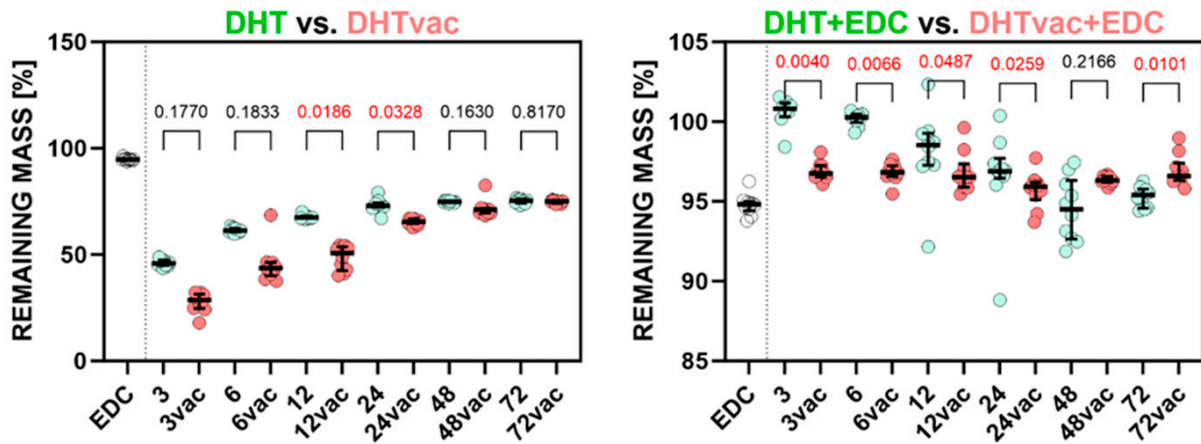 DHT vs. DHTvac
REMAINING MASS [%]
150
100
50
0
0.1770
0.1833
0.0186
0.0328
0.1630
0.8170
EDC
3
3vac
6
6vac
12
12vac
24
24vac
48
48vac
72
72vac
DHT+EDC vs. DHTvac+EDC
REMAINING MASS [%]
105
100
95
90
85
0.0040
0.0066
0.0487
0.0259
0.2166
0.0101
EDC
3
3vac
6
6vac
12
12vac
24
24vac
48
48vac
72
72vac